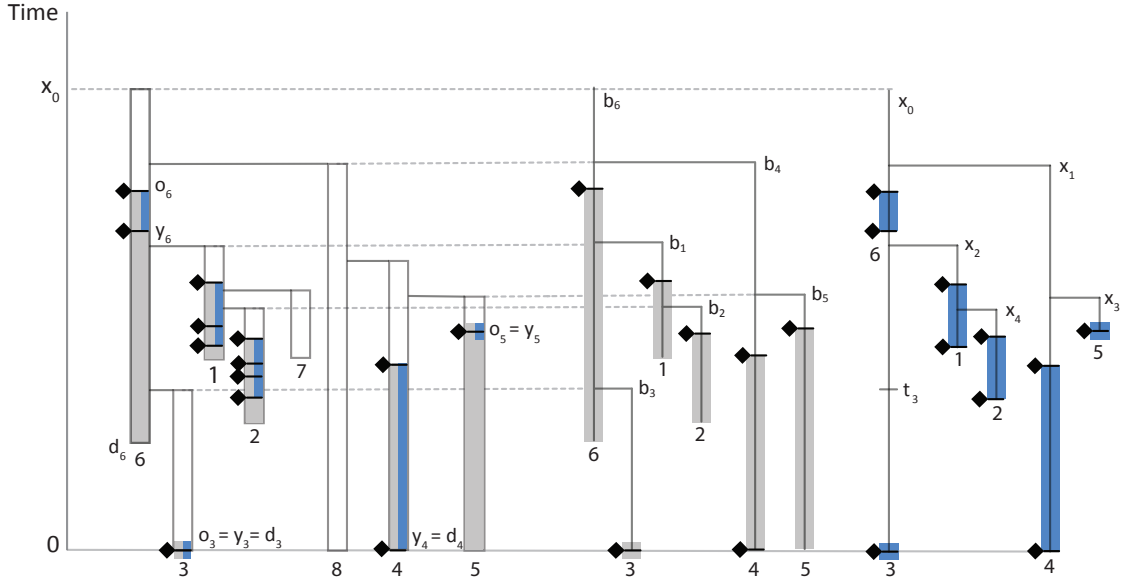 Time
x₀
b₆
x₀
b₄
x₁
o₆
y₆
b₁
6
x₂
b₅
x₃
b₂
x₄
o₅ = y₅
1
7
1
5
b₃
t₃
2
2
2
d₆
6
6
o₃ = y₃ = d₃
y₄ = d₄
0
3
8
4
5
3
4
5
3
4